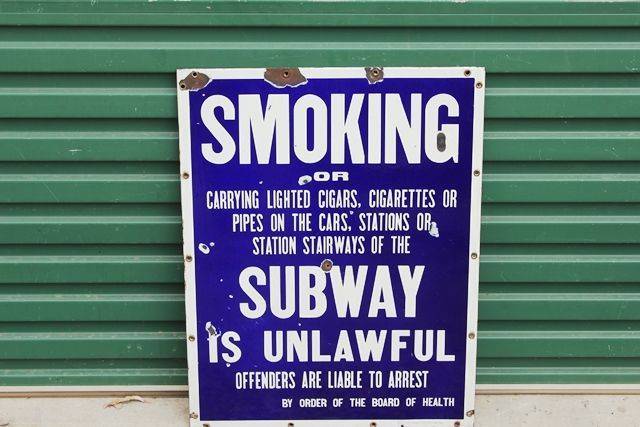 SMOKING
OR
CARRYING LIGHTED CIGARS, CIGARETTES OR
PIPES ON THE CARS, STATIONS OR
STATION STAIRWAYS OF THE
SUBWAY
IS UNLAWFUL
OFFENDERS ARE LIABLE TO ARREST
BY ORDER OF THE BOARD OF HEALTH